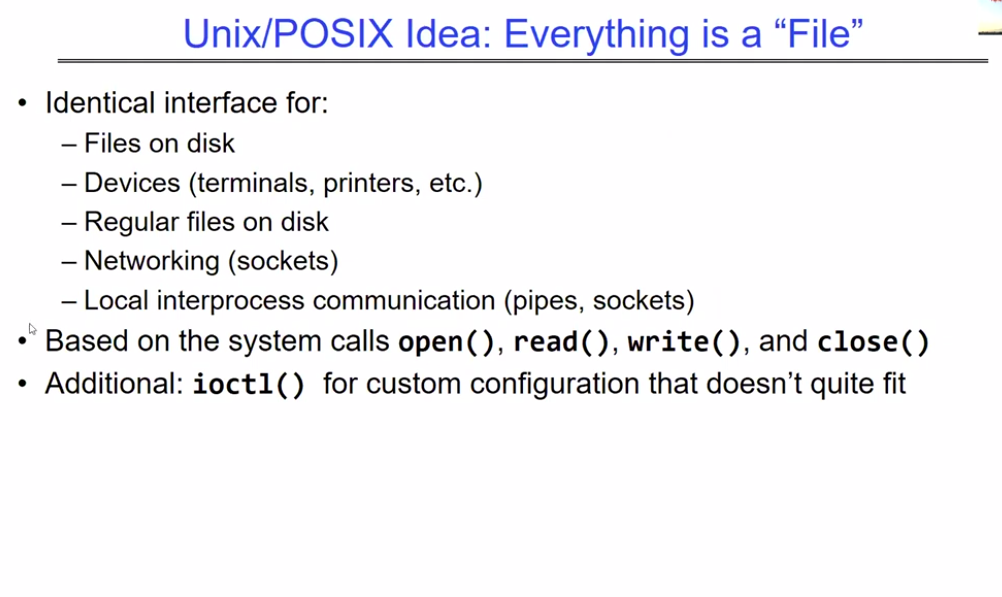 Unix/POSIX Idea: Everything is a “File”
• Identical interface for:
– Files on disk
– Devices (terminals, printers, etc.)
– Regular files on disk
– Networking (sockets)
– Local interprocess communication (pipes, sockets)
• Based on the system calls open(), read(), write(), and close()
• Additional: ioctl() for custom configuration that doesn’t quite fit